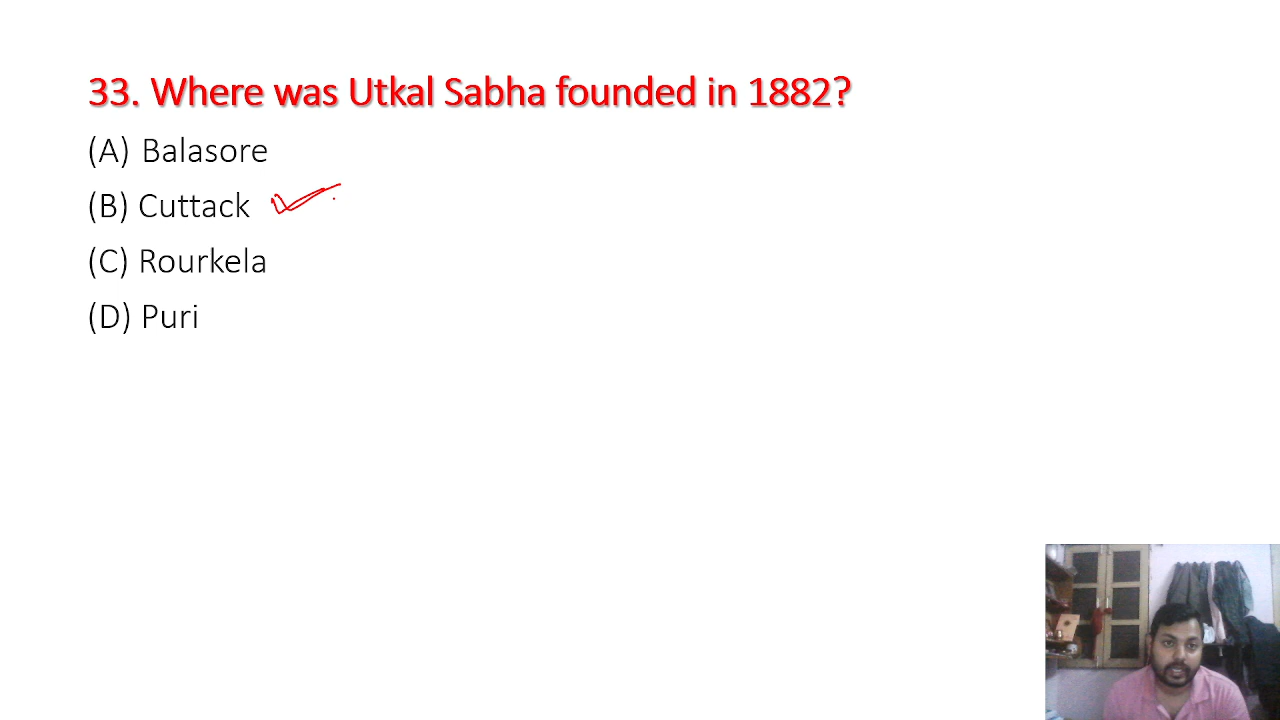 33. Where was Utkal Sabha founded in 1882?
(A) Balasore
(B) Cuttack
(C) Rourkela
(D) Puri